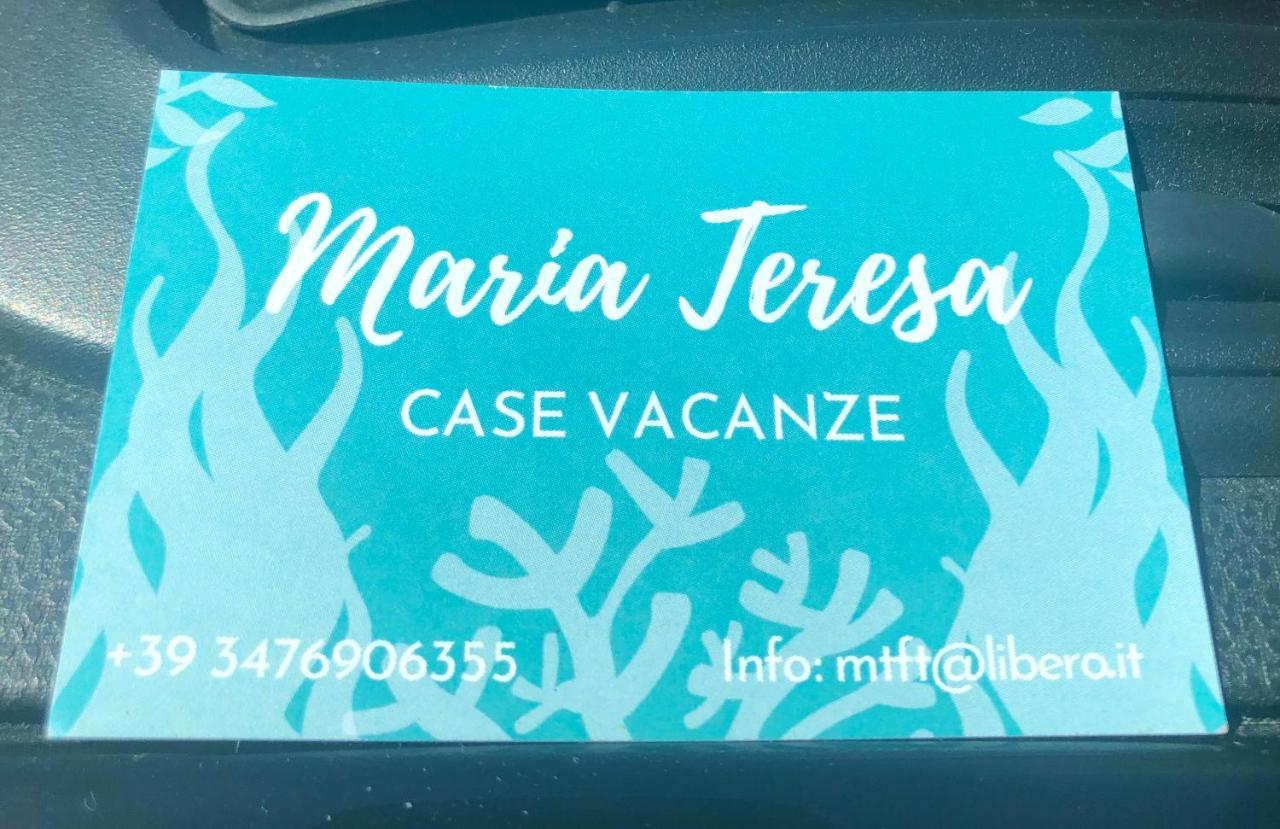 Maria Teresa
CASE VACANZE
+39 3476906355
Info: mtft@libero.it